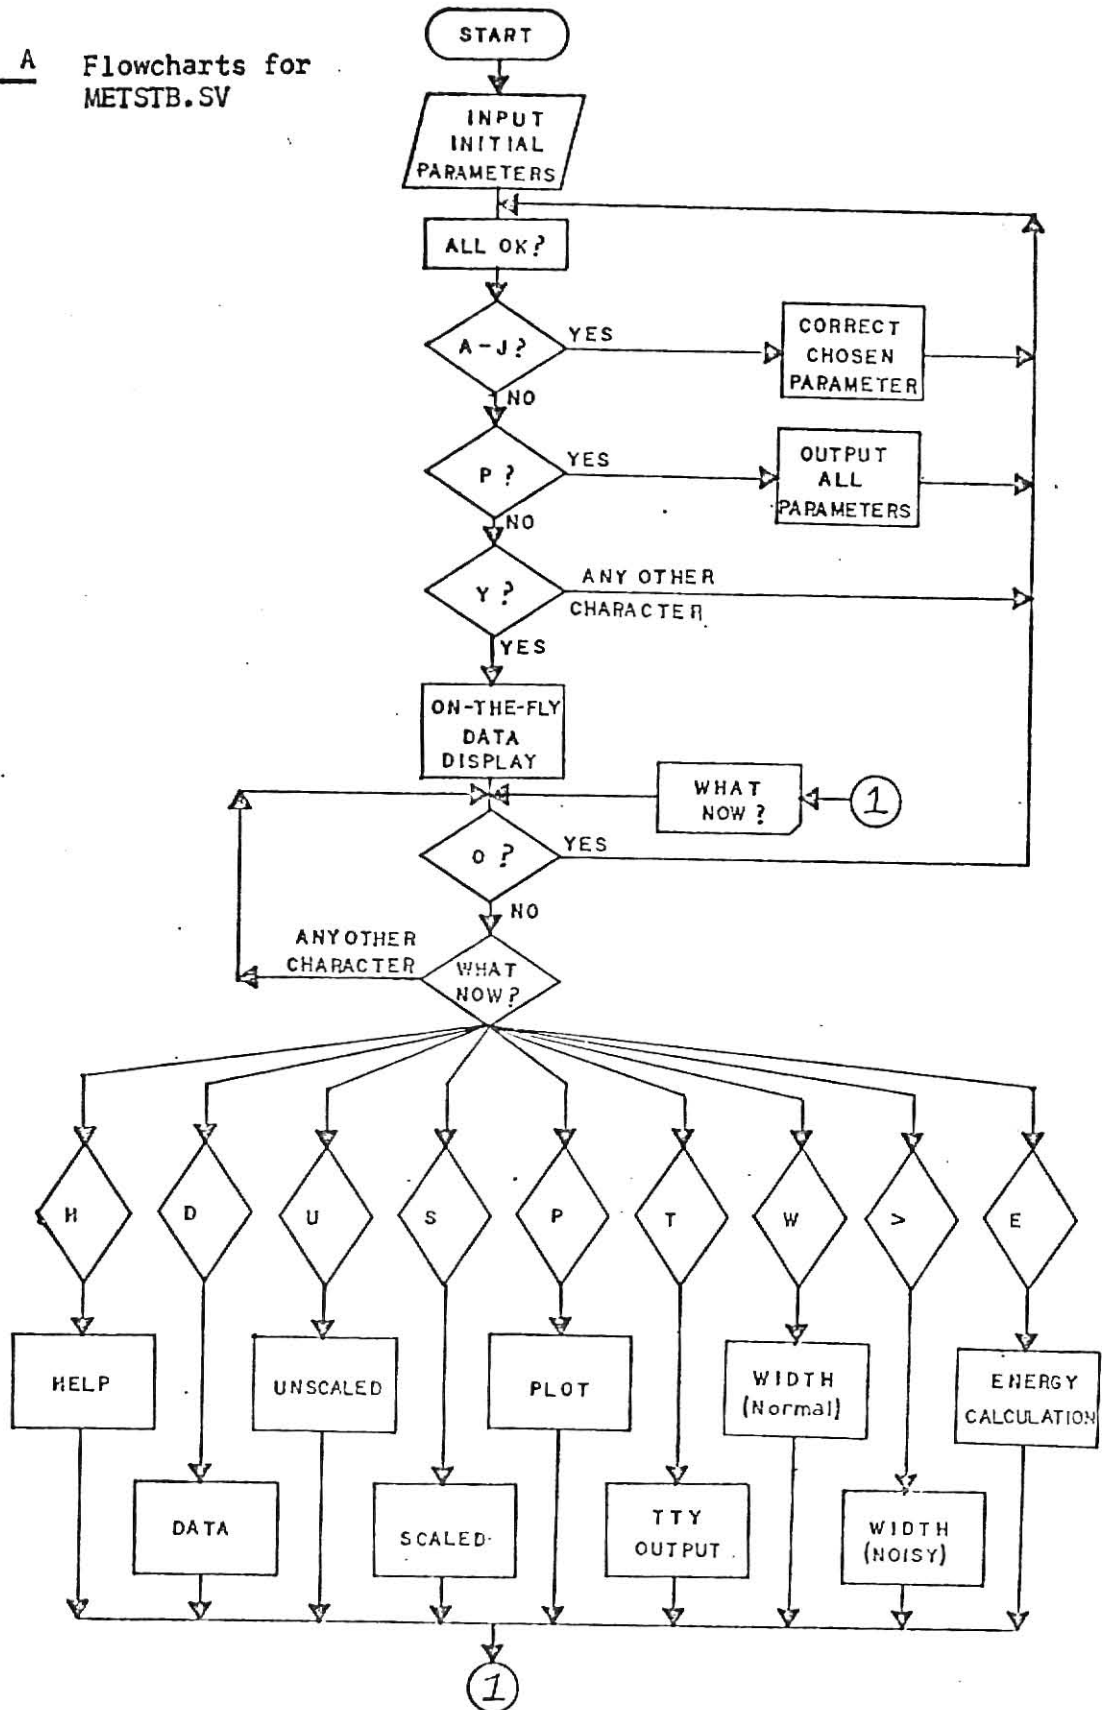 START
A Flowcharts for
METSTB.SV
INPUT
INITIAL
PARAMETERS
ALL OK?
A-J?
YES
CORRECT
CHOSEN
PARAMETER
NO
P?
YES
OUTPUT
ALL
PARAMETERS
NO
Y?
ANY OTHER
CHARACTER
YES
ON-THE-FLY
DATA
DISPLAY
WHAT
NOW?
1
O?
YES
NO
ANY OTHER
CHARACTER
WHAT
NOW?
H
D
U
S
P
T
W
>
E
HELP
UNSCALED
PLOT
WIDTH
(Normal)
ENERGY
CALCULATION
DATA
SCALED
TTY
OUTPUT
WIDTH
(NOISY)
1